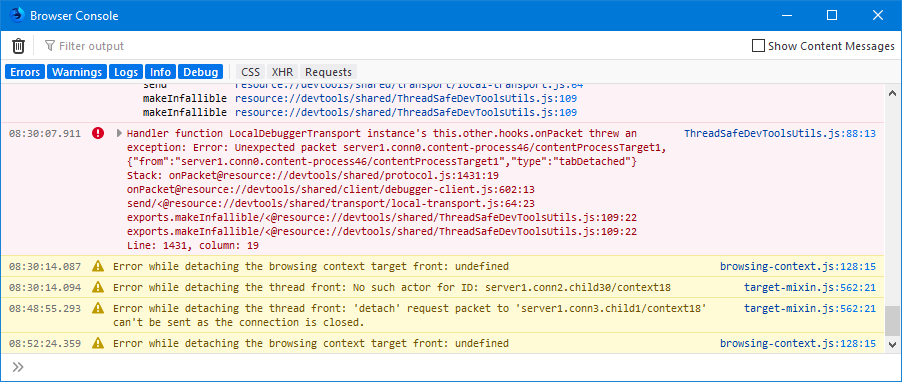 Browser Console
Filter output
Show Content Messages
Errors Warnings Logs Info Debug CSS XHR Requests
send resource://devtools/shared/transport/local-transport.js:64
makeInfallible resource://devtools/shared/ThreadSafeDevToolsUtils.js:109
makeInfallible resource://devtools/shared/ThreadSafeDevToolsUtils.js:109
08:30:07.911 Handler function LocalDebuggerTransport instance's this.other.hooks.onPacket threw an ThreadSafeDevToolsUtils.js:88:13
exception: Error: Unexpected packet server1.conn0.content-process46/contentProcessTarget1,
{"from":"server1.conn0.content-process46/contentProcessTarget1","type":"tabDetached"}
Stack: onPacket@resource://devtools/shared/protocol.js:1431:19
onPacket@resource://devtools/shared/client/debugger-client.js:602:13
send/<@resource://devtools/shared/transport/local-transport.js:64:23
exports.makeInfallible/<@resource://devtools/shared/ThreadSafeDevToolsUtils.js:109:22
exports.makeInfallible/<@resource://devtools/shared/ThreadSafeDevToolsUtils.js:109:22
Line: 1431, column: 19
08:30:14.087 Error while detaching the browsing context target front: undefined browsing-context.js:128:15
08:30:14.094 Error while detaching the thread front: No such actor for ID: server1.conn2.child30/context18 target-mixin.js:562:21
08:48:55.293 Error while detaching the thread front: 'detach' request packet to 'server1.conn3.child1/context18' target-mixin.js:562:21
can't be sent as the connection is closed.
08:52:24.359 Error while detaching the browsing context target front: undefined browsing-context.js:128:15